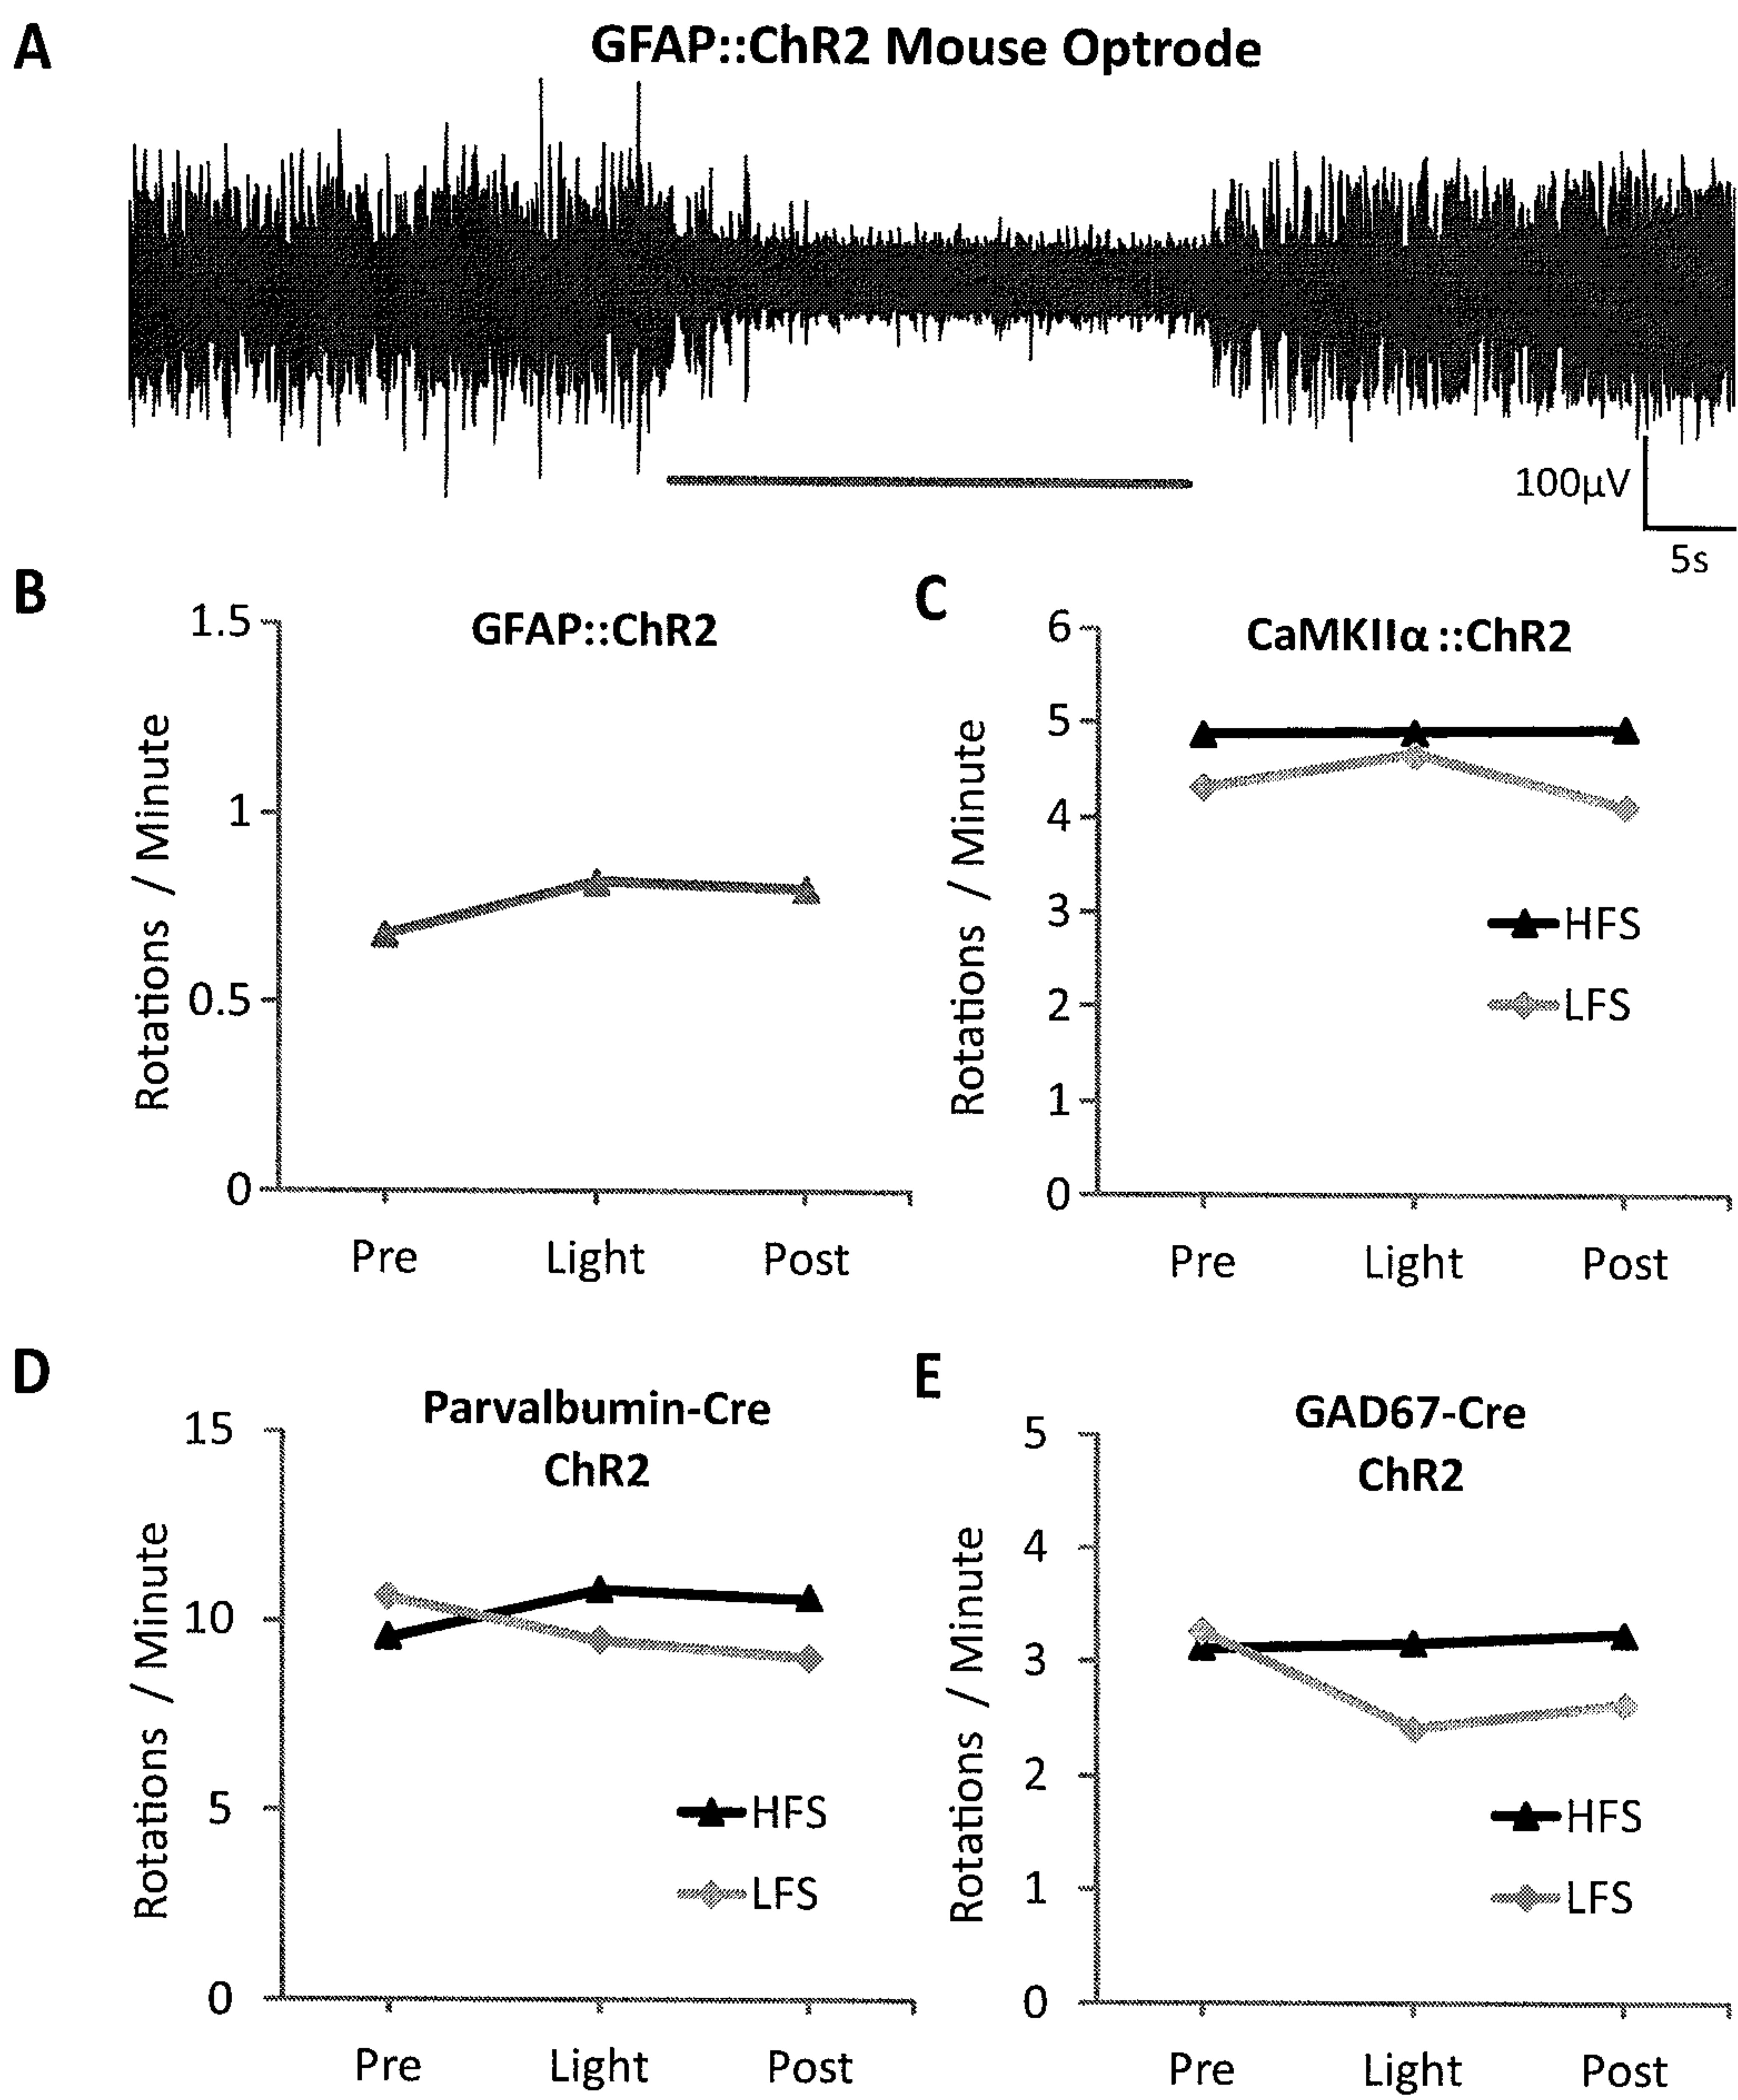 A
GFAP::ChR2 Mouse Optrode
100µV
5s
B
GFAP::ChR2
Rotations / Minute
1.5
1
0.5
0
Pre Light Post
C
CaMKIIα ::ChR2
Rotations / Minute
6
5
4
3
2
1
0
HFS
LFS
Pre Light Post
D
Parvalbumin-Cre
ChR2
Rotations / Minute
15
10
5
0
HFS
LFS
Pre Light Post
E
GAD67-Cre
ChR2
Rotations / Minute
5
4
3
2
1
0
HFS
LFS
Pre Light Post